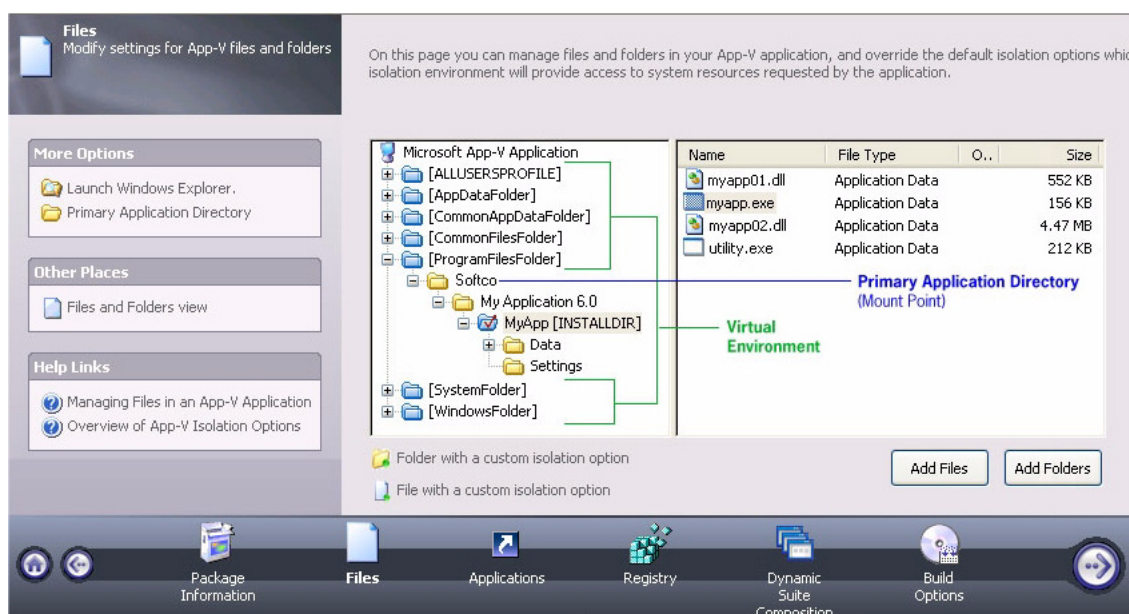 Files
Modify settings for App-V files and folders
On this page you can manage files and folders in your App-V application, and override the default isolation options whic
isolation environment will provide access to system resources requested by the application.
More Options
Launch Windows Explorer.
Primary Application Directory
Other Places
Files and Folders view
Help Links
Managing Files in an App-V Application
Overview of App-V Isolation Options
Microsoft App-V Application
[ALLUSERSPROFILE]
[AppDataFolder]
[CommonAppDataFolder]
[CommonFilesFolder]
[ProgramFilesFolder]
Softco
My Application 6.0
MyApp [INSTALLDIR]
Data
Settings
[SystemFolder]
[WindowsFolder]
Name File Type O.. Size
myapp01.dll Application Data 552 KB
myapp.exe Application Data 156 KB
myapp02.dll Application Data 4.47 MB
utility.exe Application Data 212 KB
Primary Application Directory
(Mount Point)
Virtual
Environment
Folder with a custom isolation option
File with a custom isolation option
Add Files
Add Folders
Package
Information
Files
Applications
Registry
Dynamic
Suite
Composition
Build
Options